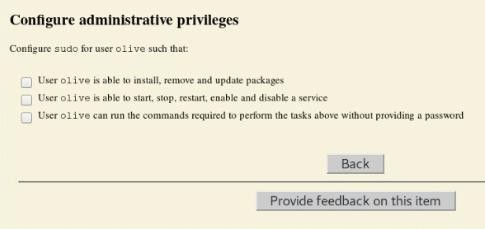 Configure administrative privileges
Configure sudo for user olive such that:
User olive is able to install, remove and update packages
User olive is able to start, stop, restart, enable and disable a service
User olive can run the commands required to perform the tasks above without providing a password
Back
Provide feedback on this item